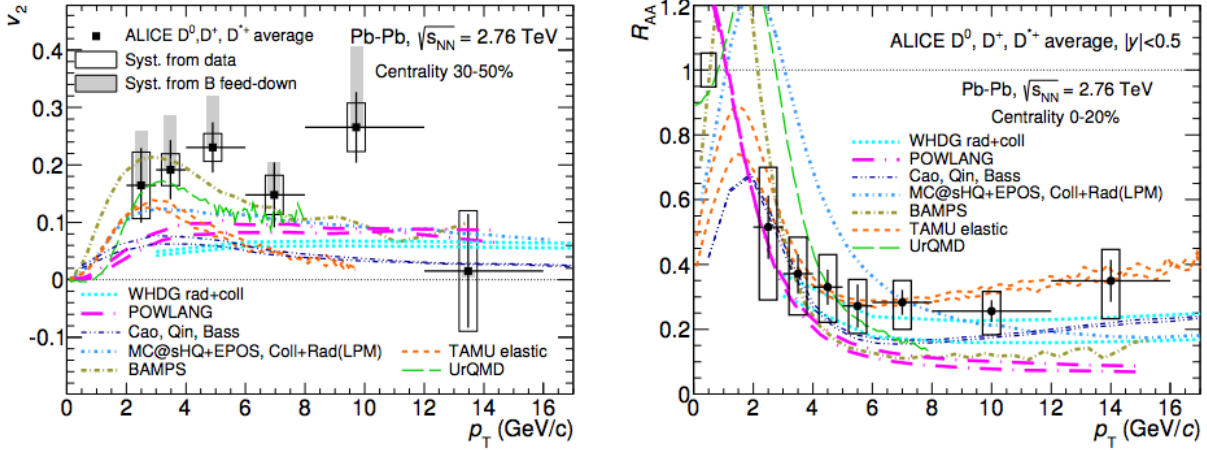 v2
ALICE D0,D+, D*+ average
Syst. from data
Syst. from B feed-down
Pb-Pb, √sNN = 2.76 TeV
Centrality 30-50%
0.4
0.3
0.2
0.1
0
-0.1
WHDG rad+coll
POWLANG
Cao, Qin, Bass
MC@sHQ+EPOS, Coll+Rad(LPM)
BAMPS
TAMU elastic
UrQMD
0 2 4 6 8 10 12 14 16
pT (GeV/c)
RAA
ALICE D0, D+, D*+ average, |y|<0.5
Pb-Pb, √sNN = 2.76 TeV
Centrality 0-20%
WHDG rad+coll
POWLANG
Cao, Qin, Bass
MC@sHQ+EPOS, Coll+Rad(LPM)
BAMPS
TAMU elastic
UrQMD
1.2
1
0.8
0.6
0.4
0.2
0
0 2 4 6 8 10 12 14 16
pT (GeV/c)